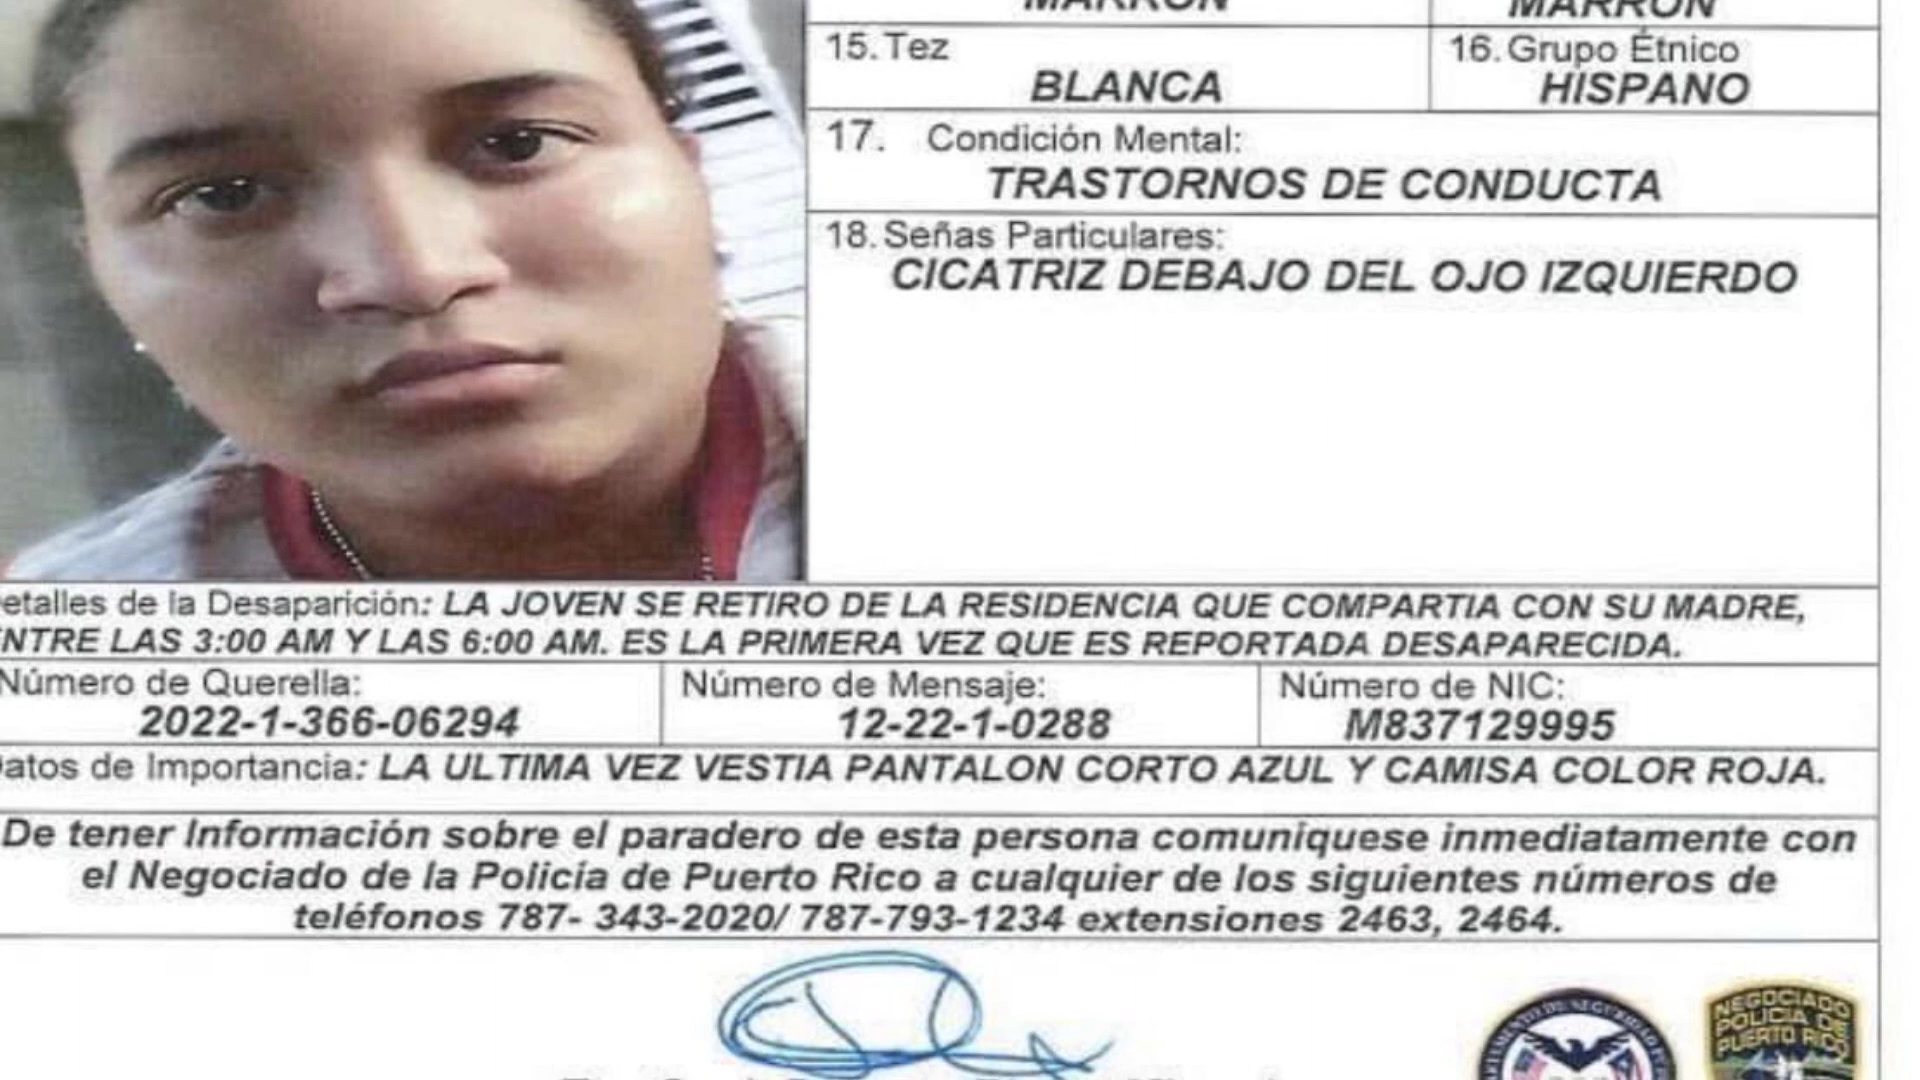 MARRON MARRON
15. Tez 16. Grupo Étnico
BLANCA HISPANO
17. Condición Mental:
TRASTORNOS DE CONDUCTA
18. Señas Particulares:
CICATRIZ DEBAJO DEL OJO IZQUIERDO
etalles de la Desaparición: LA JOVEN SE RETIRO DE LA RESIDENCIA QUE COMPARTIA CON SU MADRE,
NTRE LAS 3:00 AM Y LAS 6:00 AM. ES LA PRIMERA VEZ QUE ES REPORTADA DESAPARECIDA.
Número de Querella: Número de Mensaje: Número de NIC:
2022-1-366-06294 12-22-1-0288 M837129995
atos de Importancia: LA ULTIMA VEZ VESTIA PANTALON CORTO AZUL Y CAMISA COLOR ROJA.
De tener Información sobre el paradero de esta persona comuníquese inmediatamente con
el Negociado de la Policía de Puerto Rico a cualquier de los siguientes números de
teléfonos 787- 343-2020/ 787-793-1234 extensiones 2463, 2464.
NEGOCIADO
POLICIA DE
PUERTO RICO